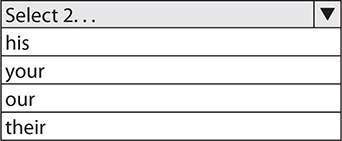 Select 2. . .
his
your
our
their